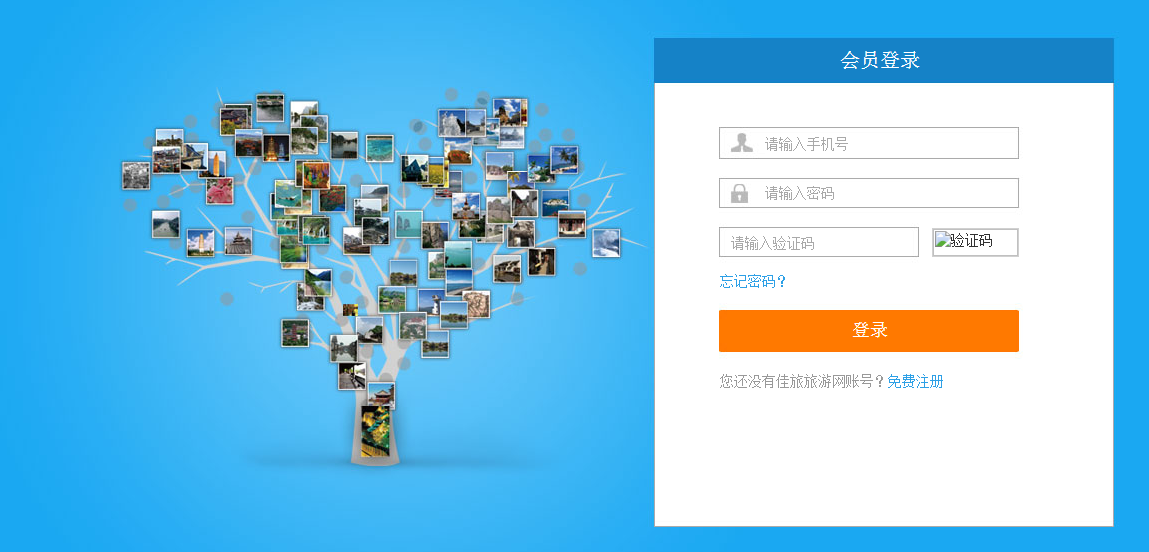 会员登录
请输入手机号
请输入密码
请输入验证码
验证码
忘记密码？
登录
您还没有佳旅旅游网账号？免费注册